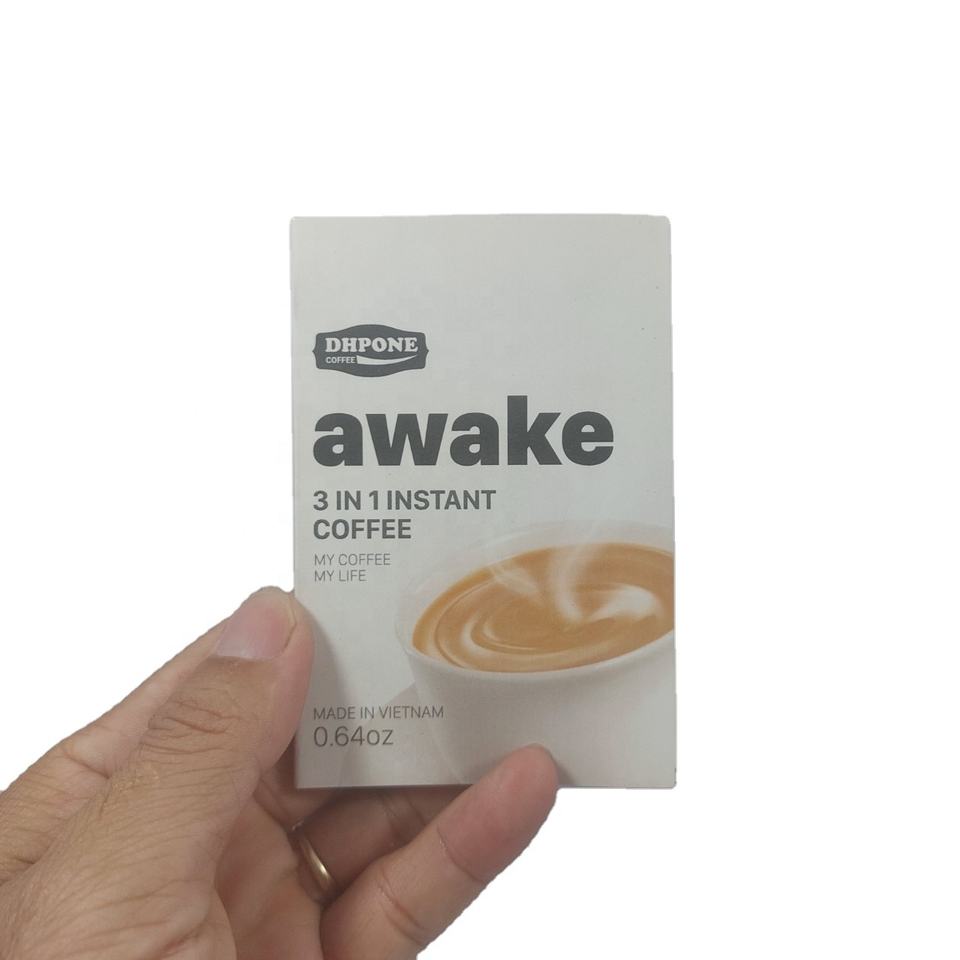 DHPONE
COFFEE
awake
3 IN 1 INSTANT
COFFEE
MY COFFEE
MY LIFE
MADE IN VIETNAM
0.64oz